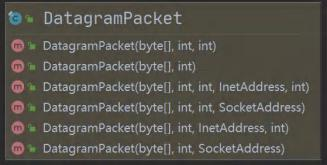 DatagramPacket
DatagramPacket(byte[], int, int)
DatagramPacket(byte[], int)
DatagramPacket(byte[], int, int, InetAddress, int)
DatagramPacket(byte[], int, int, SocketAddress)
DatagramPacket(byte[], int, InetAddress, int)
DatagramPacket(byte[], int, SocketAddress)